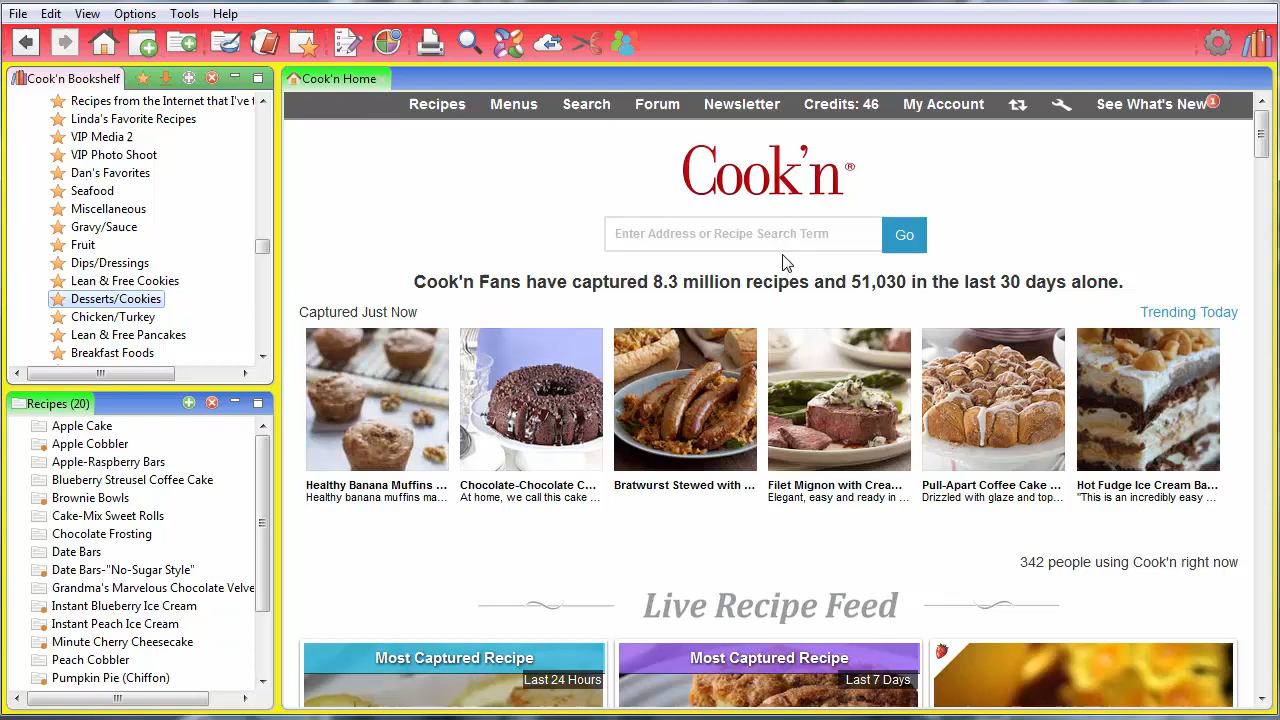 File Edit View Options Tools Help
Cook'n Bookshelf
Recipes from the Internet that I've
Linda's Favorite Recipes
VIP Media 2
VIP Photo Shoot
Dan's Favorites
Seafood
Miscellaneous
Gravy/Sauce
Fruit
Dips/Dressings
Lean & Free Cookies
Desserts/Cookies
Chicken/Turkey
Lean & Free Pancakes
Breakfast Foods
Recipes (20)
Apple Cake
Apple Cobbler
Apple-Raspberry Bars
Blueberry Streusel Coffee Cake
Brownie Bowls
Cake-Mix Sweet Rolls
Chocolate Frosting
Date Bars
Date Bars-"No-Sugar Style"
Grandma's Marvelous Chocolate Velve
Instant Blueberry Ice Cream
Instant Peach Ice Cream
Minute Cherry Cheesecake
Peach Cobbler
Pumpkin Pie (Chiffon)
Cook'n Home
Recipes Menus Search Forum Newsletter Credits: 46 My Account See What's New 1
Cook'n®
Enter Address or Recipe Search Term Go
Cook'n Fans have captured 8.3 million recipes and 51,030 in the last 30 days alone.
Captured Just Now Trending Today
Healthy Banana Muffins ... Chocolate-Chocolate C... Bratwurst Stewed with ... Filet Mignon with Crea... Pull-Apart Coffee Cake ... Hot Fudge Ice Cream Ba...
Healthy banana muffins ma... At home, we call this cake ... Elegant, easy and ready in ... Drizzled with glaze and top... "This is an incredibly easy ...
342 people using Cook'n right now
Live Recipe Feed
Most Captured Recipe Most Captured Recipe
Last 24 Hours Last 7 Days